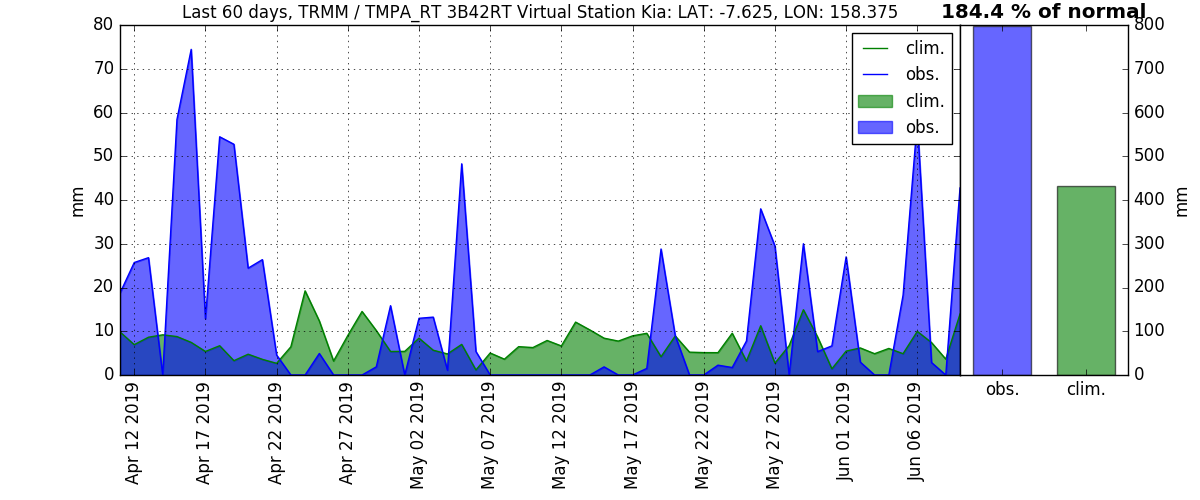 Last 60 days, TRMM / TMPA_RT 3B42RT Virtual Station Kia: LAT: -7.625, LON: 158.375
184.4 % of normal
80
70
60
50
40
30
20
10
0
mm
clim.
obs.
clim.
obs.
800
700
600
500
400
300
200
100
0
mm
obs.
clim.
Apr 12 2019
Apr 17 2019
Apr 22 2019
Apr 27 2019
May 02 2019
May 07 2019
May 12 2019
May 17 2019
May 22 2019
May 27 2019
Jun 01 2019
Jun 06 2019